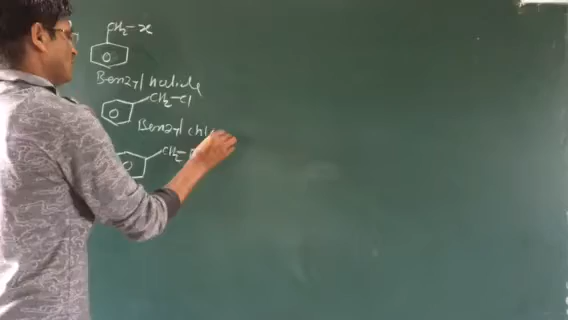 CH₂-X
Benzyl halide
CH₂-Cl
Benzyl chl
CH₂-